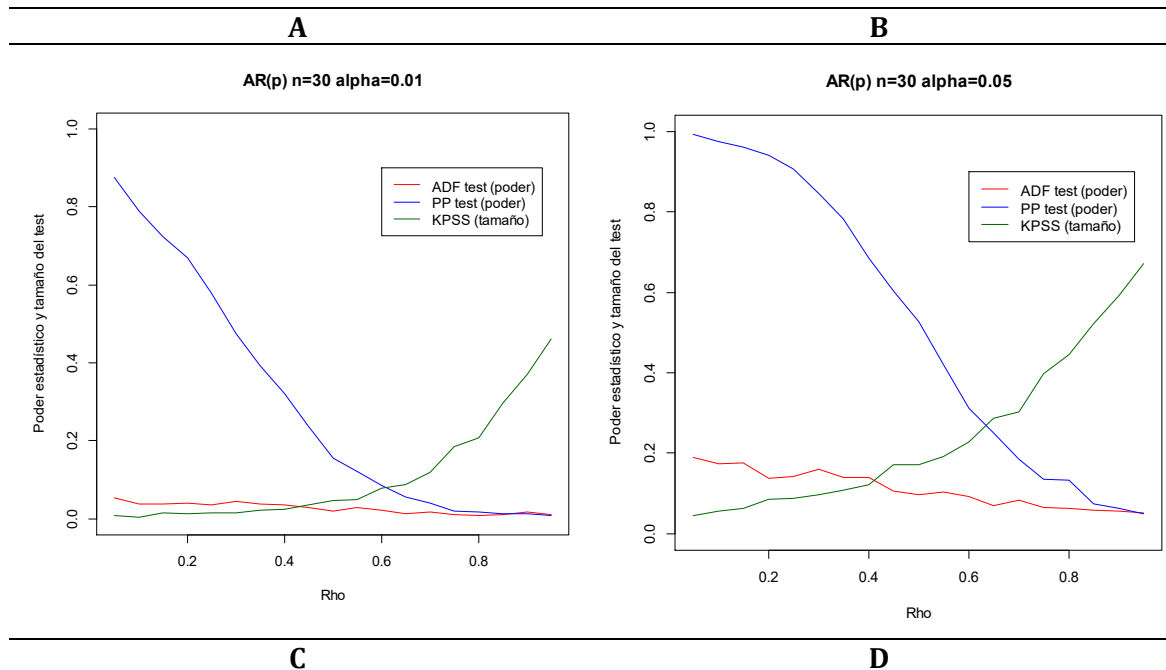 A
B
AR(p) n=30 alpha=0.01
1.0
0.8
0.6
0.4
0.2
0.0
Poder estadístico y tamaño del test
ADF test (poder)
PP test (poder)
KPSS (tamaño)
0.2 0.4 0.6 0.8
Rho
AR(p) n=30 alpha=0.05
1.0
0.8
0.6
0.4
0.2
0.0
Poder estadístico y tamaño del test
ADF test (poder)
PP test (poder)
KPSS (tamaño)
0.2 0.4 0.6 0.8
Rho
C
D